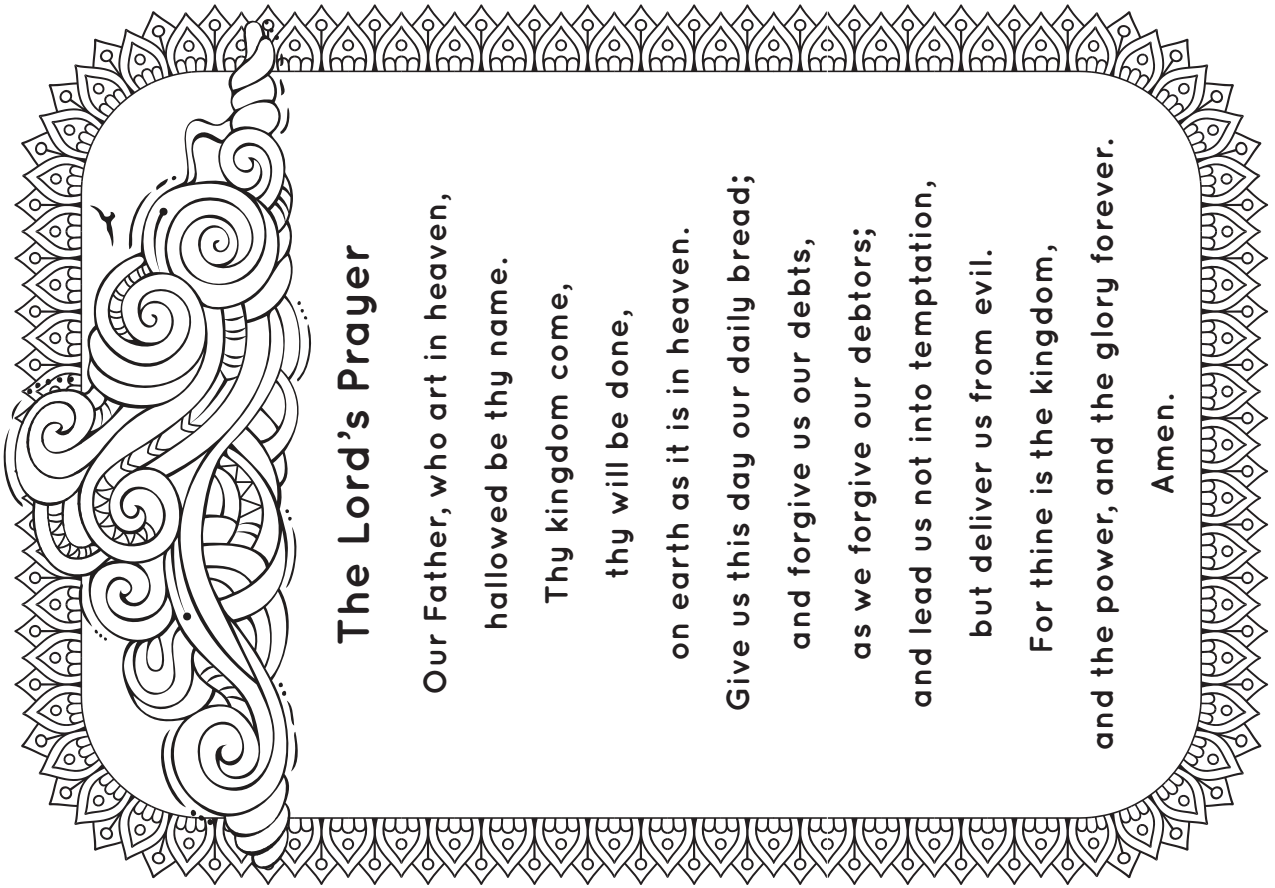 The Lord's Prayer
Our Father, who art in heaven,
hallowed be thy name.
Thy kingdom come,
thy will be done,
on earth as it is in heaven.
Give us this day our daily bread;
and forgive us our debts,
as we forgive our debtors;
and lead us not into temptation,
but deliver us from evil.
For thine is the kingdom,
and the power, and the glory forever.
Amen.